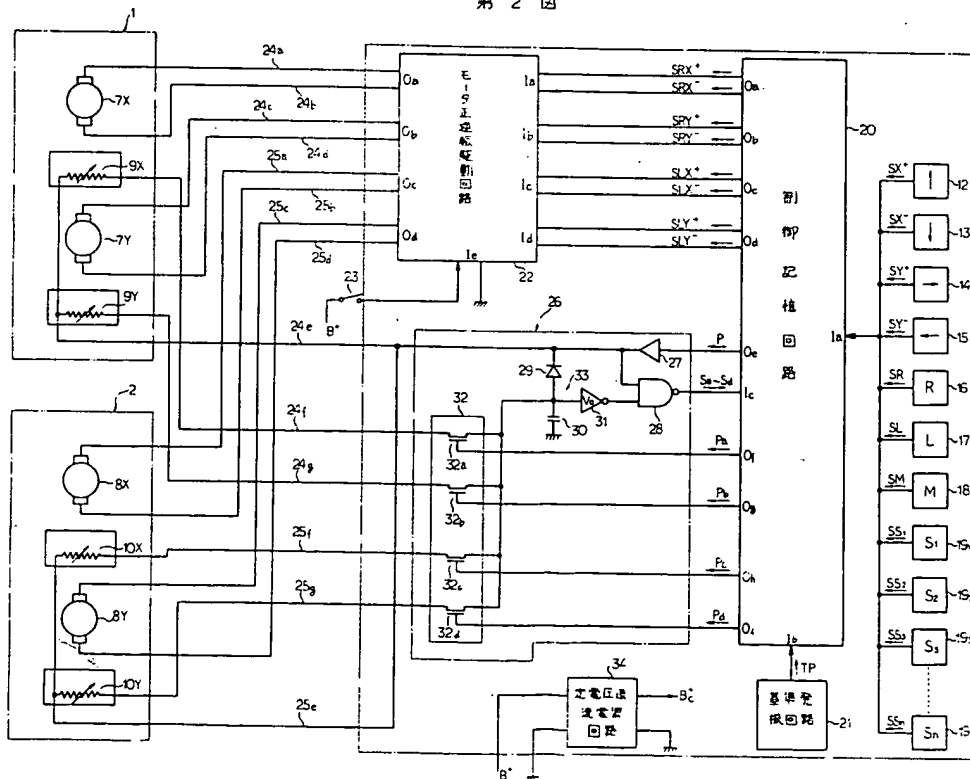 第 2 図
1
24a
24b
24c
24d
25a
25b
25c
25d
7X
9X
7Y
9Y
2
8X
10X
8Y
10Y
Oa
Ob
Oc
Od
モータ正逆転駆動回路
Ia
Ib
Ic
Id
Ie
22
23
B+
SRX+
SRX-
SRY+
SRY-
SLX+
SLX-
SLY+
SLY-
Oa
Ob
Oc
Od
Oe
Ic
Of
Og
Oh
Oi
Ia
Ib
制御記憶回路
20
24e
24f
24g
25f
25g
25e
26
27
28
29
30
31
33
Va
P
Sa~Sd
32
32a
32b
32c
32d
Pa
Pb
Pc
Pd
34
定電圧直
流電源
回路
B+
Bc+
TP
基準発
振回路
21
SX+
↑
12
SX-
↓
13
SY+
→
14
SY-
←
15
SR
R
16
SL
L
17
SM
M
18
SS1
S1
SS2
S2
SS3
S3
SSn
Sn